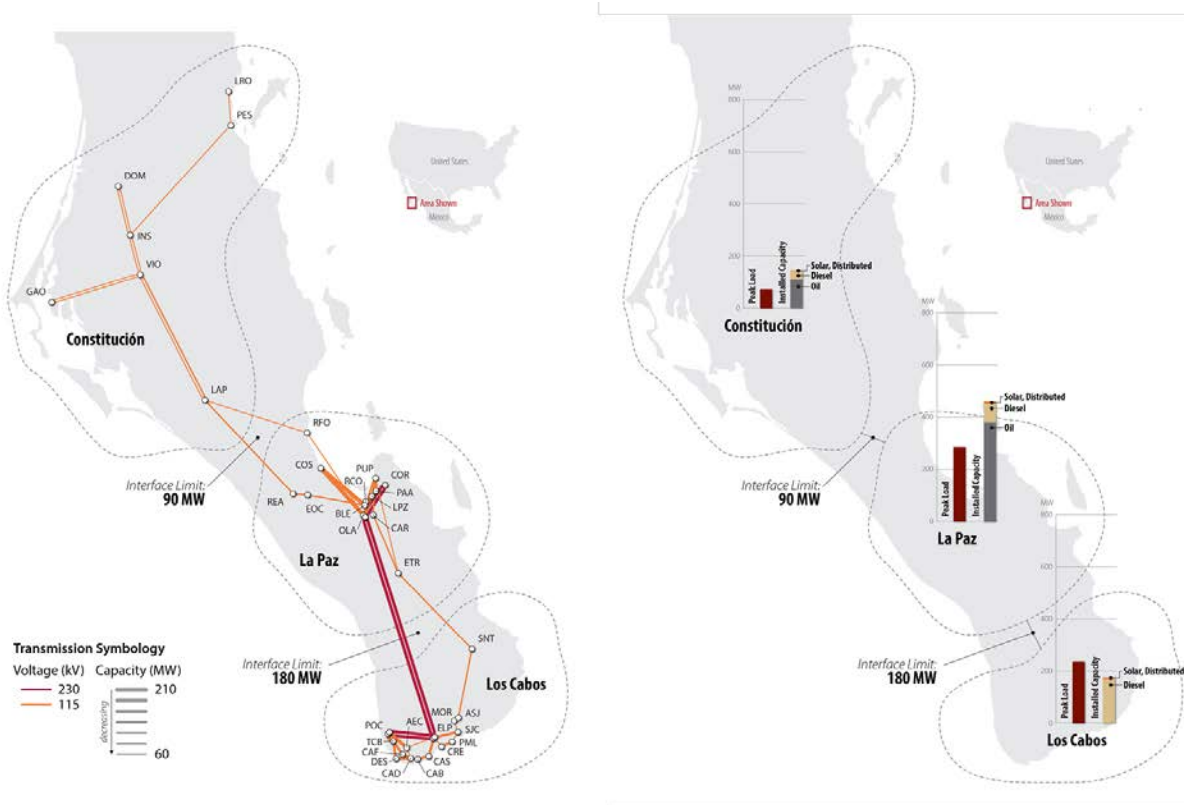 LRO
PES
DOM
INS
VIO
GAO
Constitución
LAP
RFO
COS
PUP
COR
RCO
PAA
REA
EOC
BLE
LPZ
OLA
CAR
La Paz
ETR
SNT
Los Cabos
MOR
ASJ
AEC
ELP
SJC
POC
TCB
PML
CAF
CRE
DES
CAS
CAD
CAB
Interface Limit:
90 MW
Interface Limit:
180 MW
United States
Area Shown
Mexico
Transmission Symbology
Voltage (kV)
Capacity (MW)
230
210
115
decreasing
60
MW
800
600
400
200
0
Peak Load
Installed Capacity
Solar, Distributed
Diesel
Oil
Constitución
United States
Area Shown
Mexico
MW
800
600
400
200
0
Peak Load
Installed Capacity
Solar, Distributed
Diesel
Oil
La Paz
Interface Limit:
90 MW
MW
800
600
400
200
0
Peak Load
Installed Capacity
Solar, Distributed
Diesel
Los Cabos
Interface Limit:
180 MW